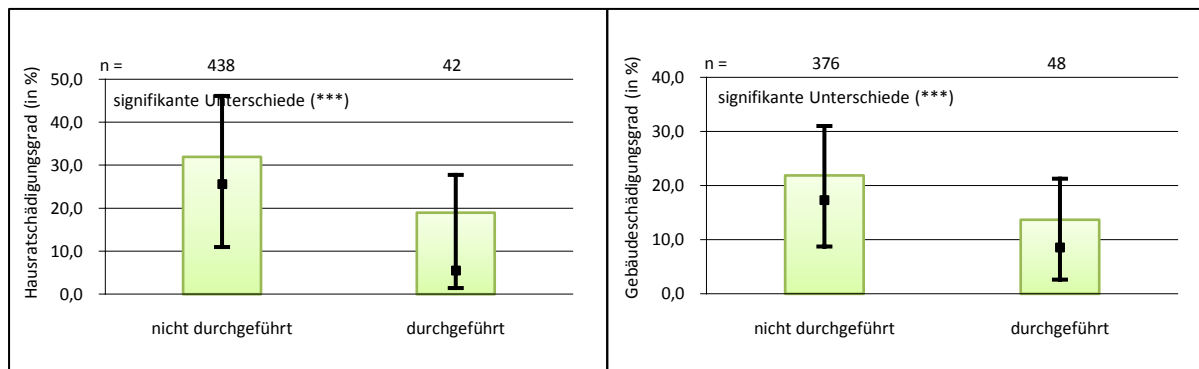 n = 438 42
Hausratschädigungsgrad (in %)
50,0
signifikante Unterschiede (***)
40,0
30,0
20,0
10,0
0,0
nicht durchgeführt durchgeführt
n = 376 48
Gebäudeschädigungsgrad (in %)
40,0
signifikante Unterschiede (***)
30,0
20,0
10,0
0,0
nicht durchgeführt durchgeführt